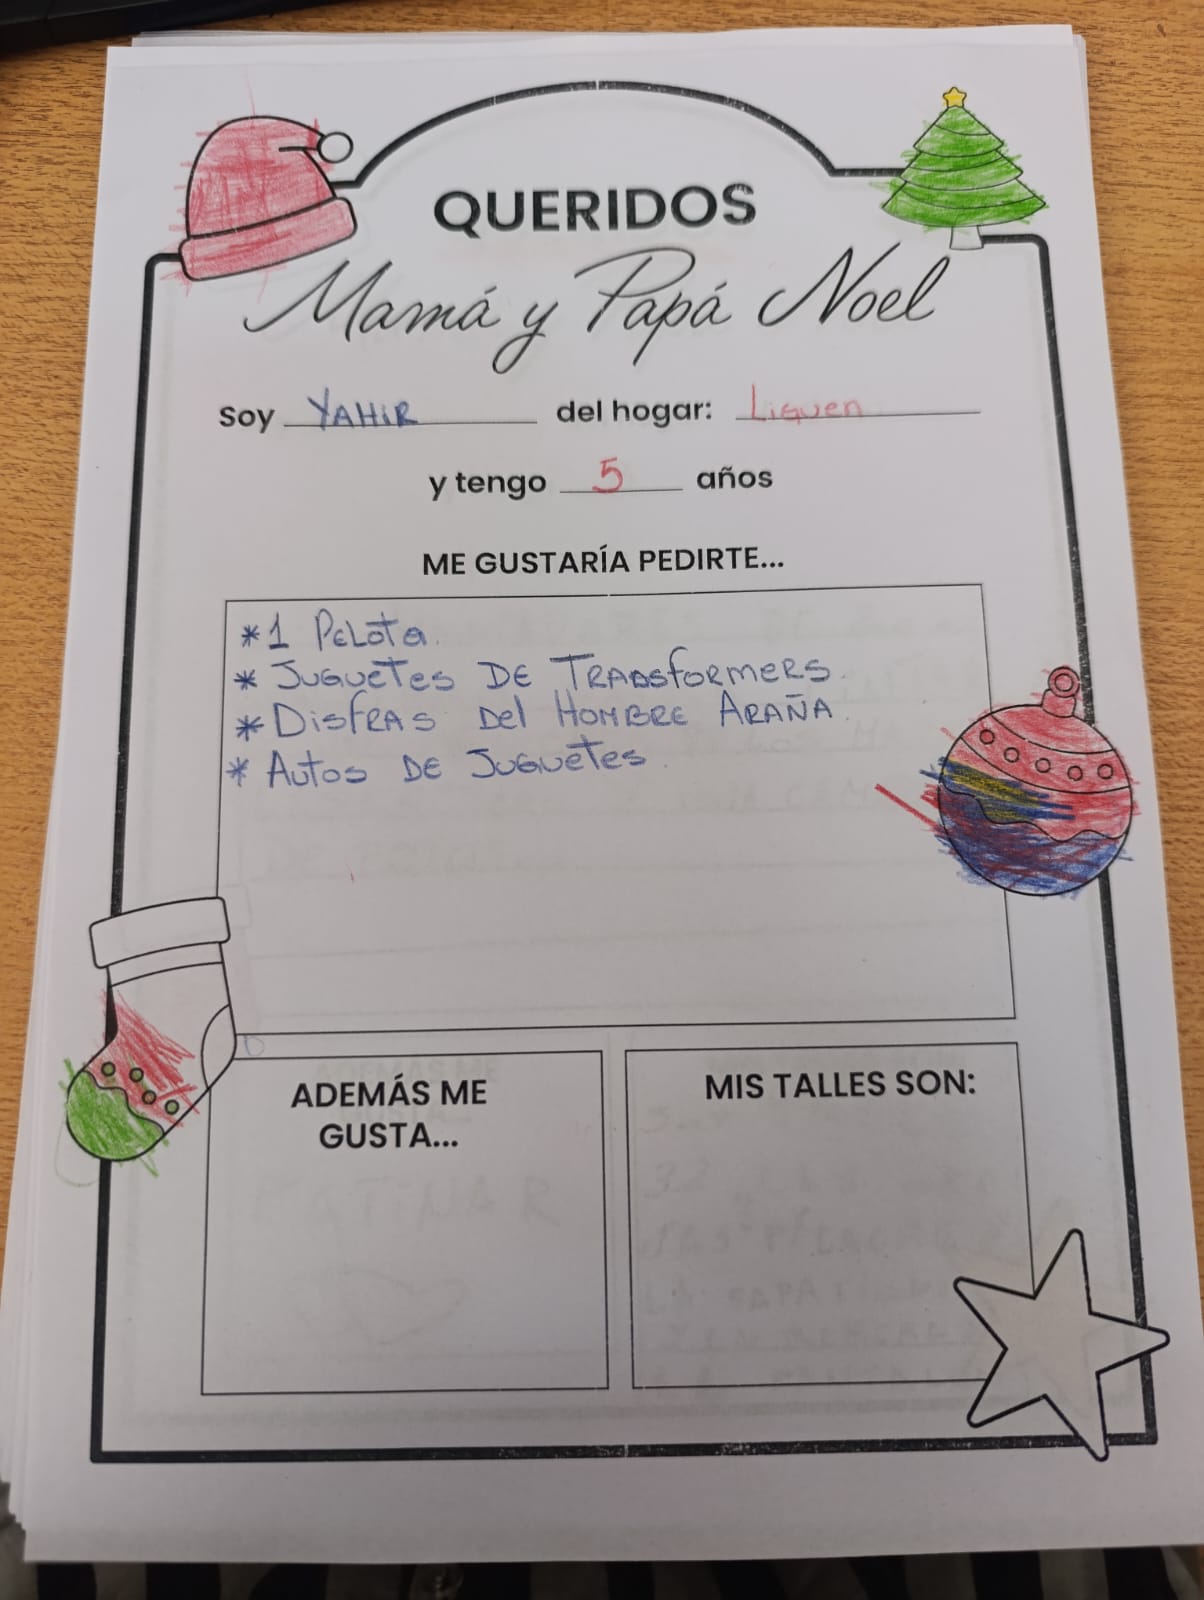 QUERIDOS
Mamá y Papá Noel
Soy YAHIR del hogar: Liquen
y tengo 5 años
ME GUSTARÍA PEDIRTE...
*1 PELOTA.
* JUGUETES DE TRANSFORMERS.
* DISFRAS DEl HOMBRE ARAÑA.
* AUTOS DE JUGUETES.
ADEMÁS ME
GUSTA...
MIS TALLES SON: